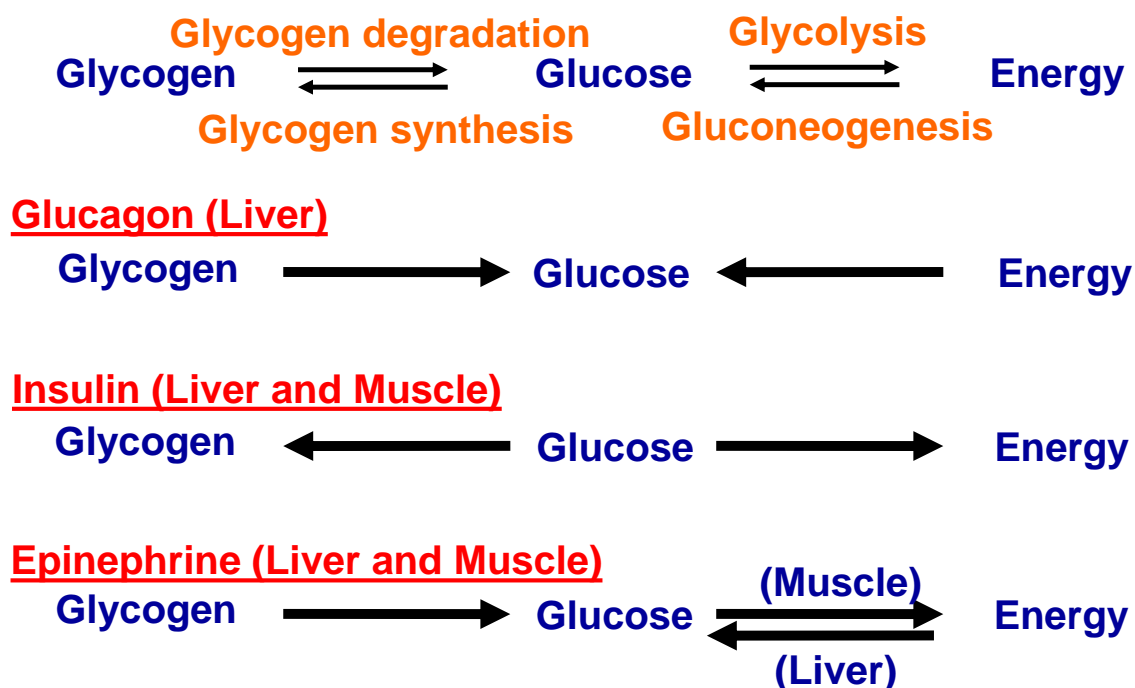 Glycogen degradation Glycolysis
Glycogen Glucose Energy
Glycogen synthesis Gluconeogenesis
Glucagon (Liver)
Glycogen Glucose Energy
Insulin (Liver and Muscle)
Glycogen Glucose Energy
Epinephrine (Liver and Muscle)
(Muscle)
Glycogen Glucose Energy
(Liver)